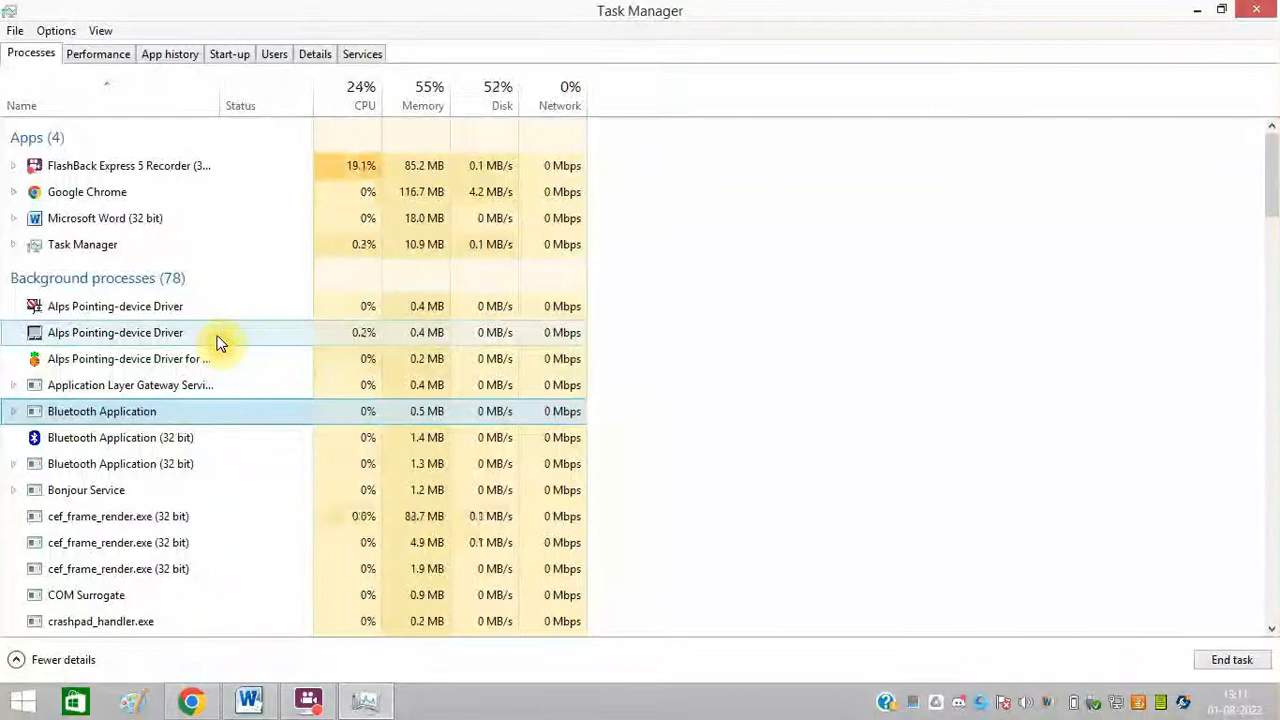 Task Manager
File Options View
Processes Performance App history Start-up Users Details Services
24% 55% 52% 0%
Name Status CPU Memory Disk Network
Apps (4)
FlashBack Express 5 Recorder (3... 19.1% 85.2 MB 0.1 MB/s 0 Mbps
Google Chrome 0% 116.7 MB 4.2 MB/s 0 Mbps
Microsoft Word (32 bit) 0% 18.0 MB 0 MB/s 0 Mbps
Task Manager 0.3% 10.9 MB 0.1 MB/s 0 Mbps
Background processes (78)
Alps Pointing-device Driver 0% 0.4 MB 0 MB/s 0 Mbps
Alps Pointing-device Driver 0.2% 0.4 MB 0 MB/s 0 Mbps
Alps Pointing-device Driver for ... 0% 0.2 MB 0 MB/s 0 Mbps
Application Layer Gateway Servi... 0% 0.4 MB 0 MB/s 0 Mbps
Bluetooth Application 0% 0.5 MB 0 MB/s 0 Mbps
Bluetooth Application (32 bit) 0% 1.4 MB 0 MB/s 0 Mbps
Bluetooth Application (32 bit) 0% 1.3 MB 0 MB/s 0 Mbps
Bonjour Service 0% 1.2 MB 0 MB/s 0 Mbps
cef_frame_render.exe (32 bit) MB MB/s 0 Mbps
cef_frame_render.exe (32 bit) 0% 4.9 MB 0.1 MB/s 0 Mbps
cef_frame_render.exe (32 bit) 0% 1.9 MB 0 MB/s 0 Mbps
COM Surrogate 0% 0.9 MB 0 MB/s 0 Mbps
crashpad_handler.exe 0% 0.2 MB 0 MB/s 0 Mbps
Fewer details End task
13:11
01-08-2022